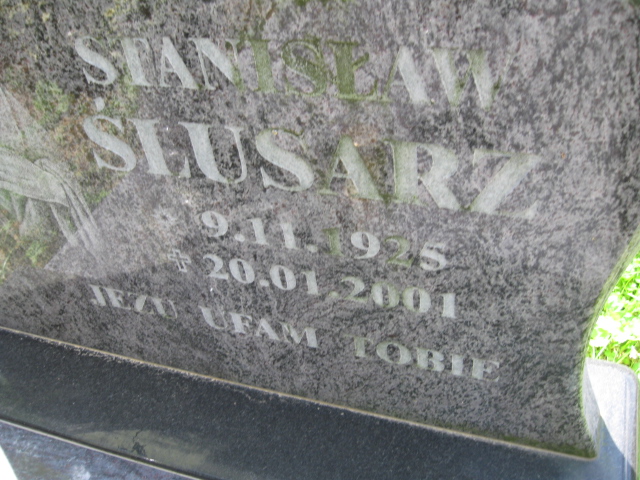 STANISŁAW
ŚLUSARZ
* 9.11.1925
✝ 20.01.2001
JEZU UFAM TOBIE